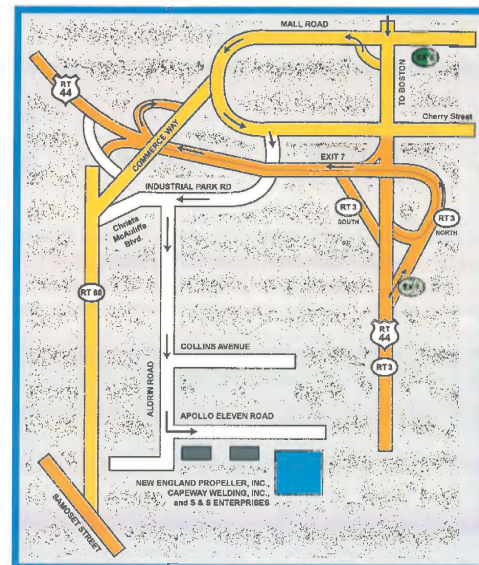 MALL ROAD
RT
44
TO BOSTON
Cherry Street
COMMERCE WAY
EXIT 7
INDUSTRIAL PARK RD
RT 3
SOUTH
RT 3
NORTH
Christa
McAuliffe
Blvd.
COLLINS AVENUE
RT
44
RT 3
ALDRIN ROAD
APOLLO ELEVEN ROAD
SAMOSET STREET
NEW ENGLAND PROPELLER, INC.,
CAPEWAY WELDING, INC.,
and S & S ENTERPRISES